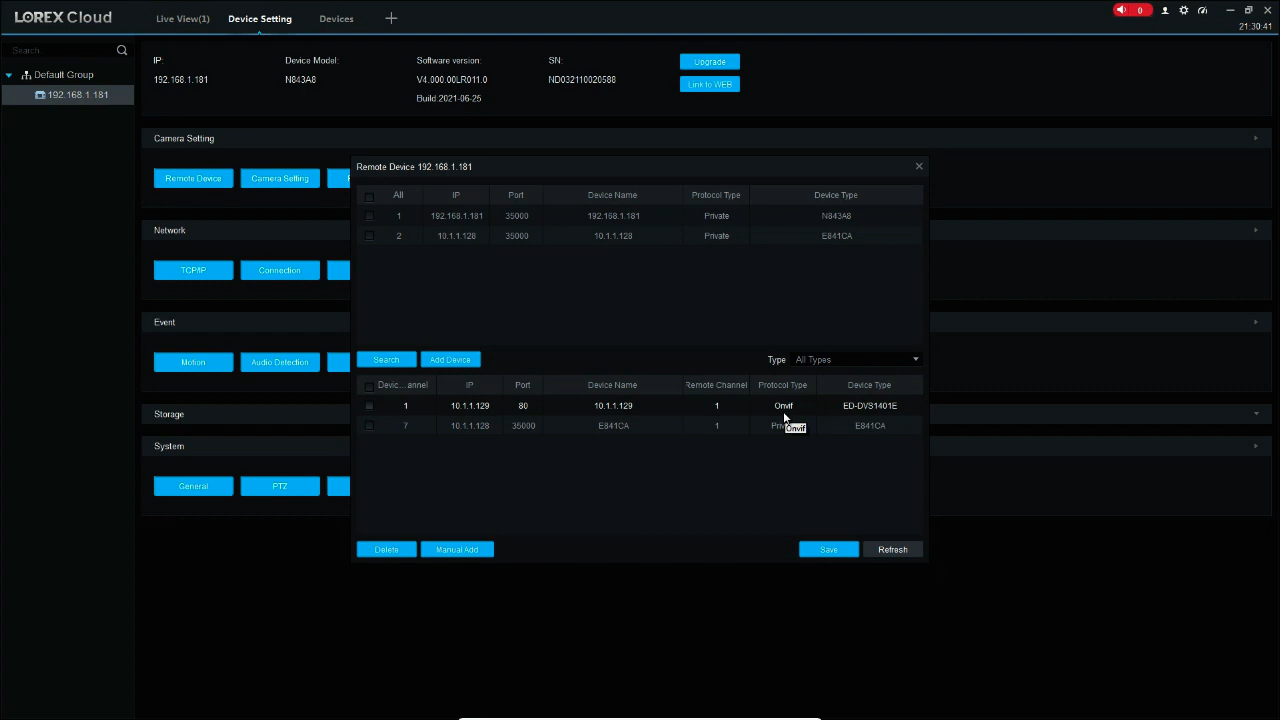 LOREX Cloud
Live View(1) Device Setting Devices
0
21:30:41
Search...
Default Group
192.168.1.181
IP: Device Model: Software version: SN:
192.168.1.181 N843A8 V4.000.00LR011.0 ND032110020588
Build:2021-06-25
Upgrade
Link to WEB
Camera Setting
Remote Device Camera Setting
Network
TCP/IP Connection
Event
Motion Audio Detection
Storage
System
General PTZ
Remote Device 192.168.1.181
All IP Port Device Name Protocol Type Device Type
1 192.168.1.181 35000 192.168.1.181 Private N843A8
2 10.1.1.128 35000 10.1.1.128 Private E841CA
Search Add Device Type All Types
Devic...annel IP Port Device Name Remote Channel Protocol Type Device Type
1 10.1.1.129 80 10.1.1.129 1 Onvif ED-DVS1401E
7 10.1.1.128 35000 E841CA 1 E841CA
Onvif
Delete Manual Add Save Refresh